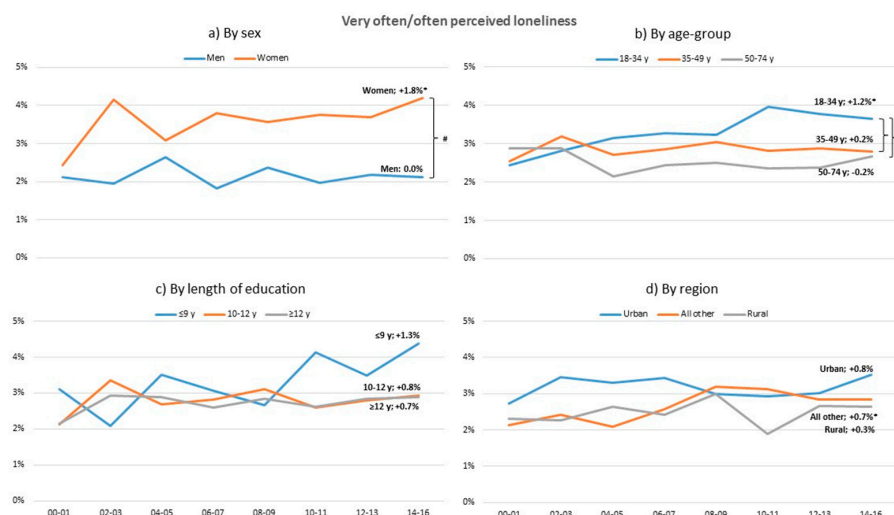 Very often/often perceived loneliness
a) By sex
Men Women
5%
4%
3%
2%
1%
0%
Women; +1.8%*
#
Men: 0.0%
b) By age-group
18-34 y 35-49 y 50-74 y
5%
4%
3%
2%
1%
0%
18-34 y; +1.2%*
35-49 y; +0.2%
50-74 y; -0.2%
c) By length of education
≤9 y 10-12 y ≥12 y
5%
4%
3%
2%
1%
0%
≤9 y; +1.3%
10-12 y; +0.8%
≥12 y; +0.7%
00-01 02-03 04-05 06-07 08-09 10-11 12-13 14-16
d) By region
Urban All other Rural
5%
4%
3%
2%
1%
0%
Urban; +0.8%
All other; +0.7%*
Rural; +0.3%
00-01 02-03 04-05 06-07 08-09 10-11 12-13 14-16